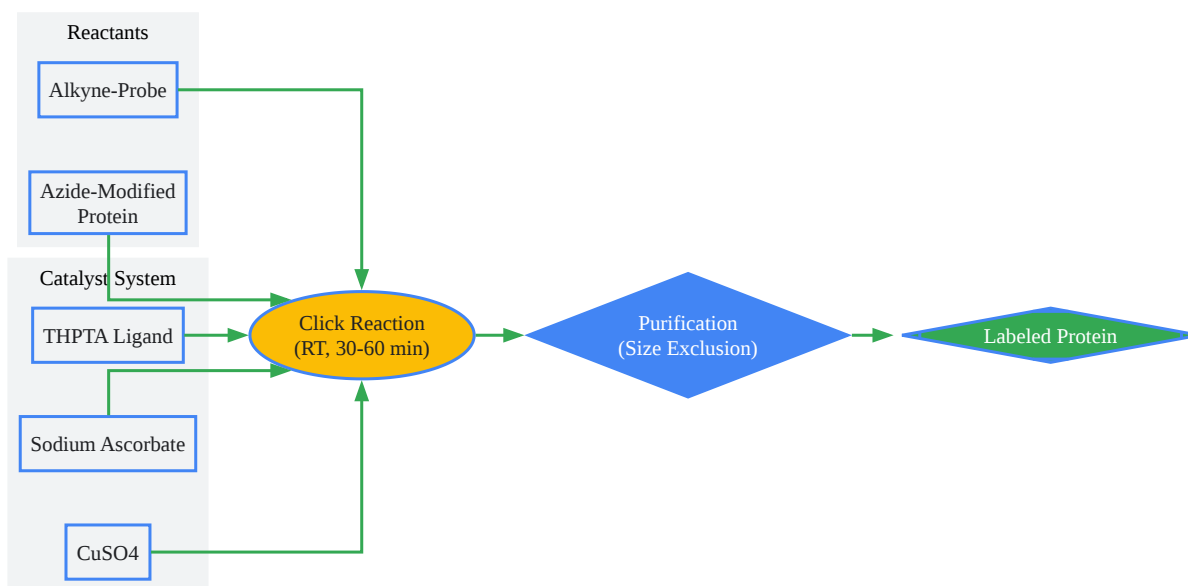 Reactants
Alkyne-Probe
Azide-Modified
Protein
Catalyst System
THPTA Ligand
Sodium Ascorbate
CuSO4
Click Reaction
(RT, 30-60 min)
Purification
(Size Exclusion)
Labeled Protein